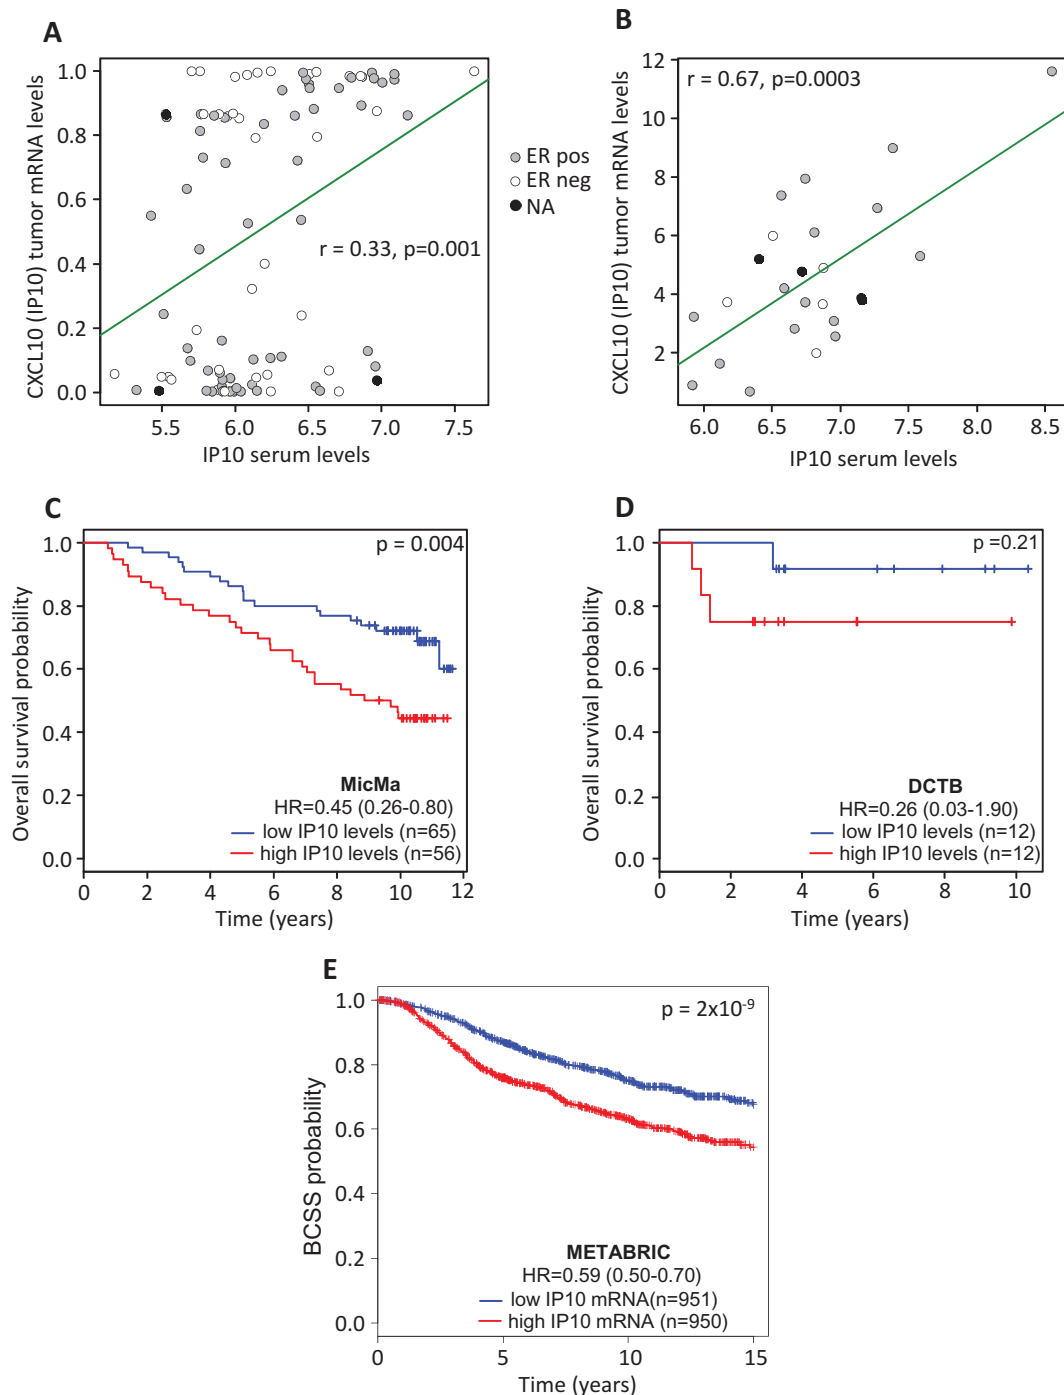 A
CXCL10 (IP10) tumor mRNA levels
1.0
0.8
0.6
0.4
0.2
0.0
r = 0.33, p=0.001
5.5
6.0
6.5
7.0
7.5
IP10 serum levels
ER pos
ER neg
NA
B
CXCL10 (IP10) tumor mRNA levels
12
10
8
6
4
2
r = 0.67, p=0.0003
6.0
6.5
7.0
7.5
8.0
8.5
IP10 serum levels
C
Overall survival probability
1.0
0.8
0.6
0.4
0.2
0.0
p = 0.004
MicMa
HR=0.45 (0.26-0.80)
low IP10 levels (n=65)
high IP10 levels (n=56)
0
2
4
6
8
10
12
Time (years)
D
Overall survival probability
1.0
0.8
0.6
0.4
0.2
0.0
p =0.21
DCTB
HR=0.26 (0.03-1.90)
low IP10 levels (n=12)
high IP10 levels (n=12)
0
2
4
6
8
10
Time (years)
E
BCSS probability
1.0
0.8
0.6
0.4
0.2
0.0
p = 2x10⁻⁹
METABRIC
HR=0.59 (0.50-0.70)
low IP10 mRNA(n=951)
high IP10 mRNA (n=950)
0
5
10
15
Time (years)